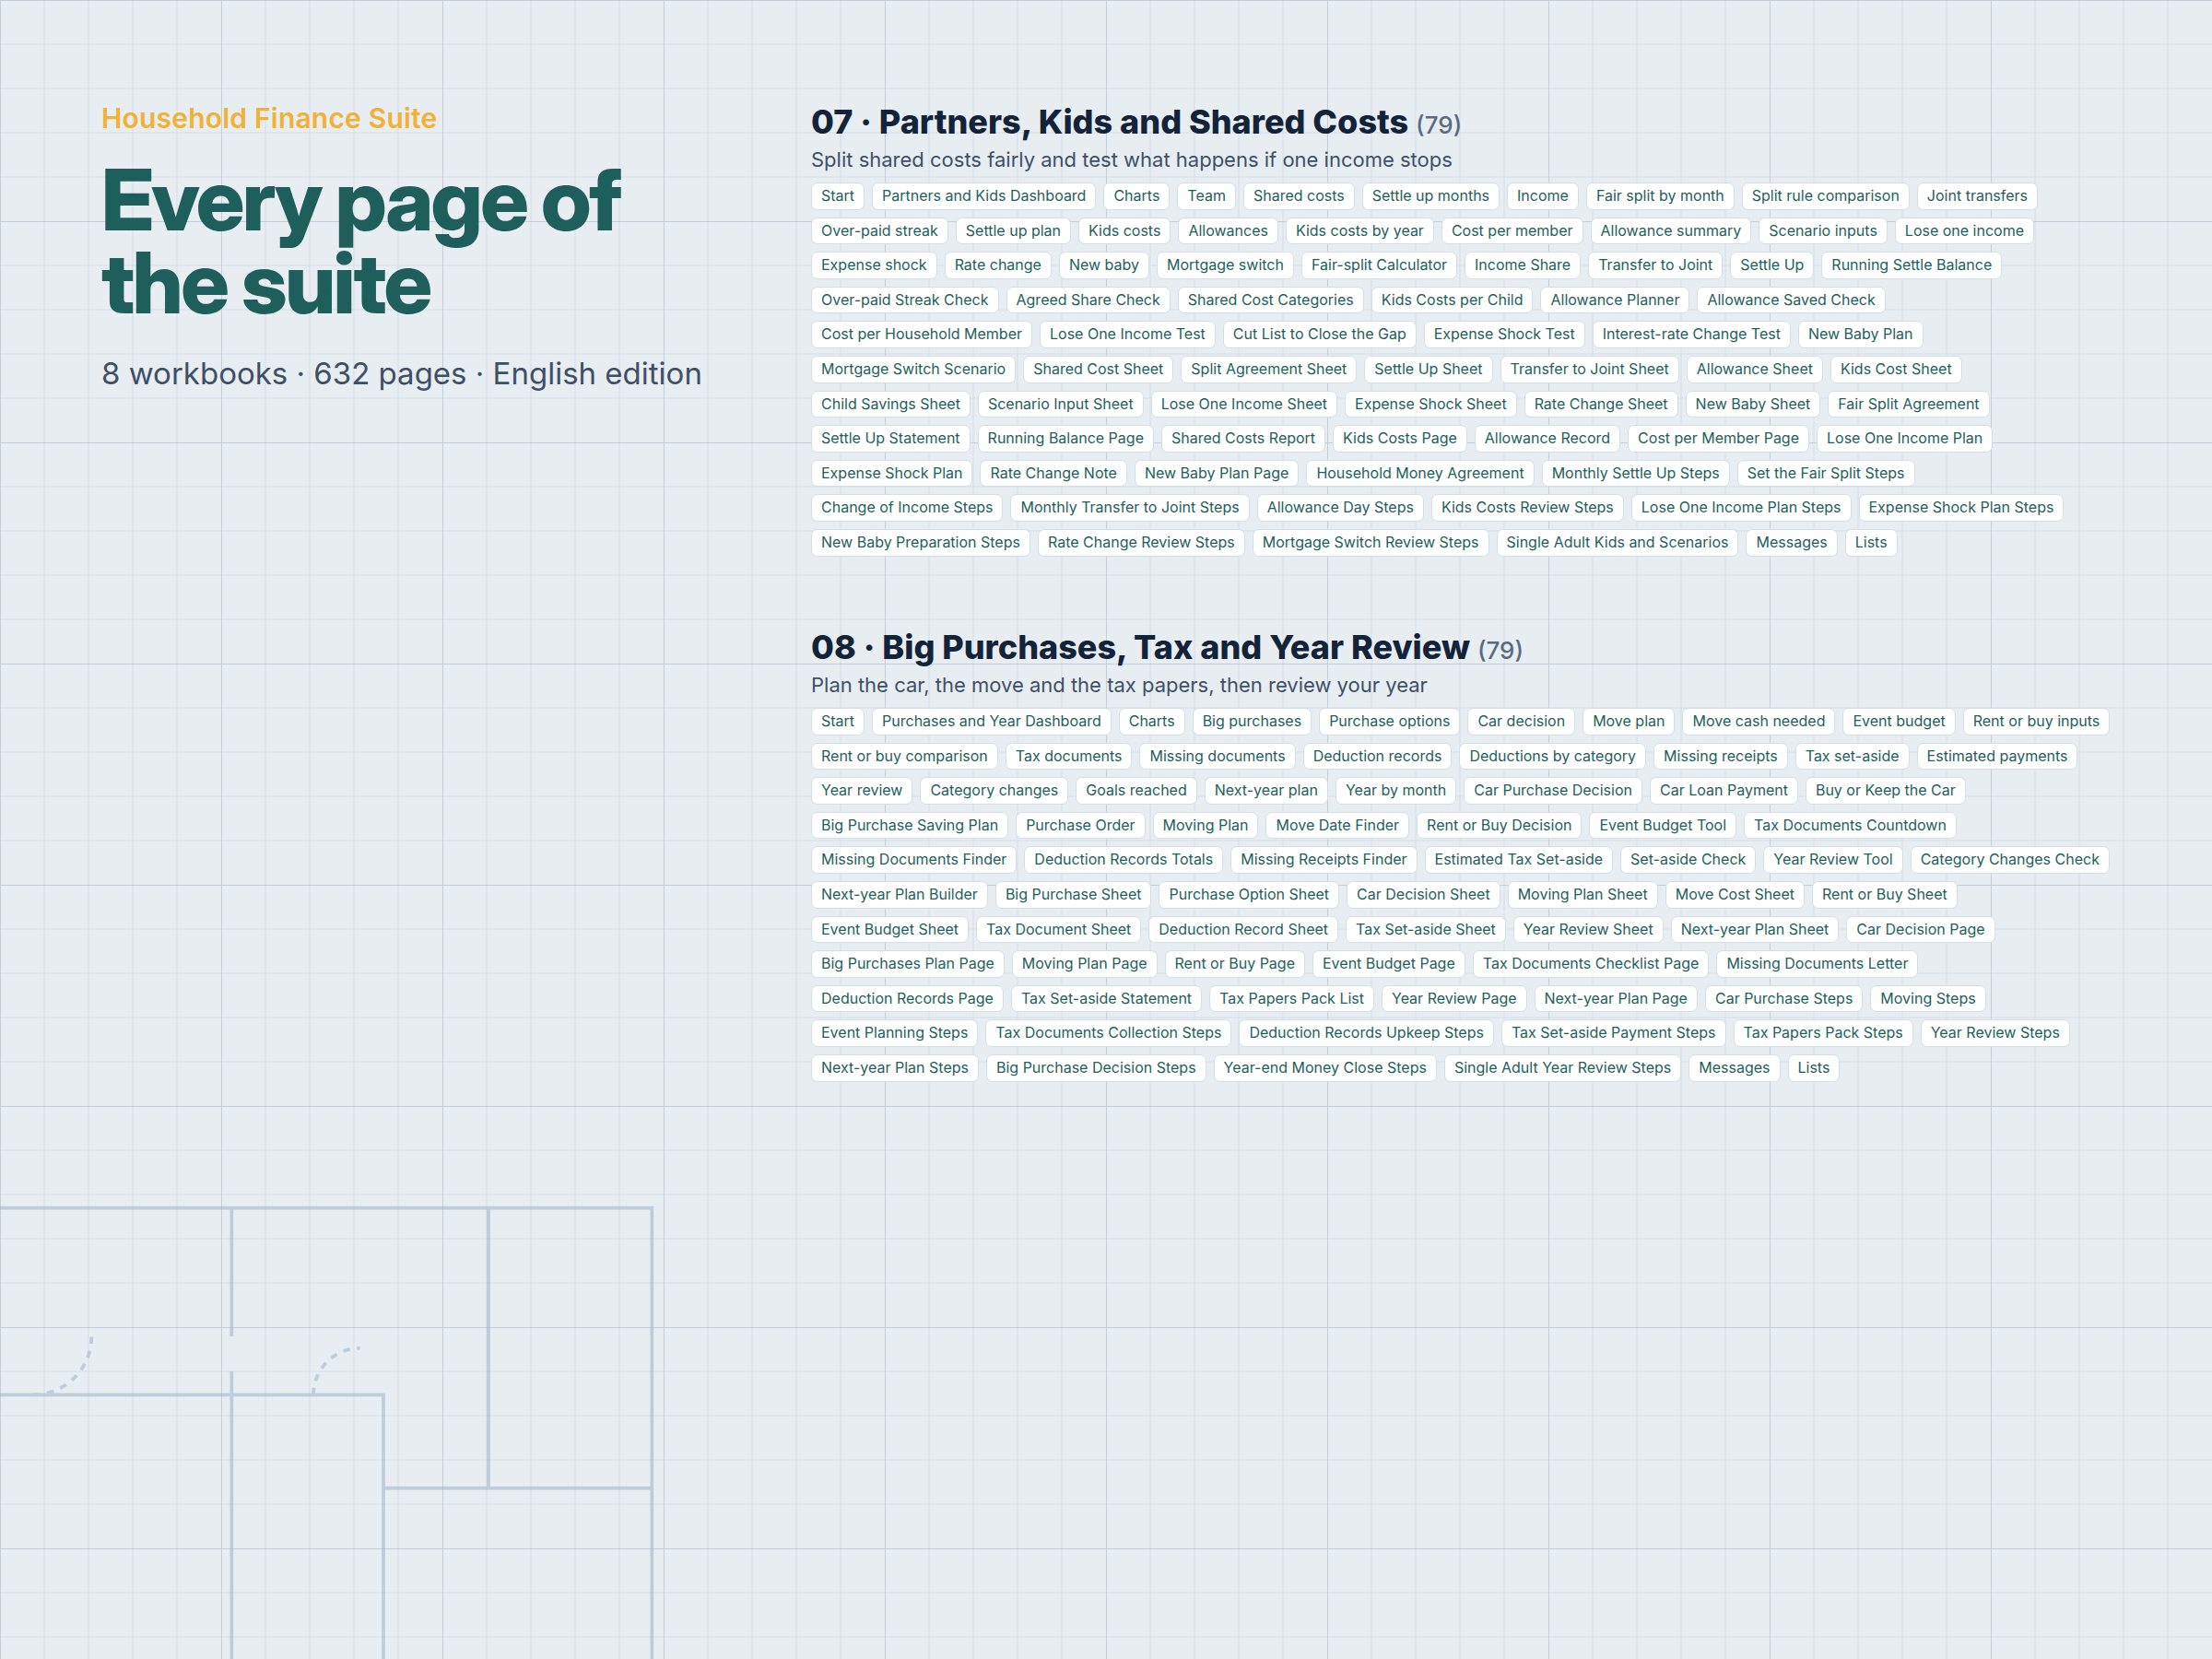 Household Finance Suite
Every page of
the suite
8 workbooks · 632 pages · English edition
07 · Partners, Kids and Shared Costs (79)
Split shared costs fairly and test what happens if one income stops
Start Partners and Kids Dashboard Charts Team Shared costs Settle up months Income Fair split by month Split rule comparison Joint transfers
Over-paid streak Settle up plan Kids costs Allowances Kids costs by year Cost per member Allowance summary Scenario inputs Lose one income
Expense shock Rate change New baby Mortgage switch Fair-split Calculator Income Share Transfer to Joint Settle Up Running Settle Balance
Over-paid Streak Check Agreed Share Check Shared Cost Categories Kids Costs per Child Allowance Planner Allowance Saved Check
Cost per Household Member Lose One Income Test Cut List to Close the Gap Expense Shock Test Interest-rate Change Test New Baby Plan
Mortgage Switch Scenario Shared Cost Sheet Split Agreement Sheet Settle Up Sheet Transfer to Joint Sheet Allowance Sheet Kids Cost Sheet
Child Savings Sheet Scenario Input Sheet Lose One Income Sheet Expense Shock Sheet Rate Change Sheet New Baby Sheet Fair Split Agreement
Settle Up Statement Running Balance Page Shared Costs Report Kids Costs Page Allowance Record Cost per Member Page Lose One Income Plan
Expense Shock Plan Rate Change Note New Baby Plan Page Household Money Agreement Monthly Settle Up Steps Set the Fair Split Steps
Change of Income Steps Monthly Transfer to Joint Steps Allowance Day Steps Kids Costs Review Steps Lose One Income Plan Steps Expense Shock Plan Steps
New Baby Preparation Steps Rate Change Review Steps Mortgage Switch Review Steps Single Adult Kids and Scenarios Messages Lists
08 · Big Purchases, Tax and Year Review (79)
Plan the car, the move and the tax papers, then review your year
Start Purchases and Year Dashboard Charts Big purchases Purchase options Car decision Move plan Move cash needed Event budget Rent or buy inputs
Rent or buy comparison Tax documents Missing documents Deduction records Deductions by category Missing receipts Tax set-aside Estimated payments
Year review Category changes Goals reached Next-year plan Year by month Car Purchase Decision Car Loan Payment Buy or Keep the Car
Big Purchase Saving Plan Purchase Order Moving Plan Move Date Finder Rent or Buy Decision Event Budget Tool Tax Documents Countdown
Missing Documents Finder Deduction Records Totals Missing Receipts Finder Estimated Tax Set-aside Set-aside Check Year Review Tool Category Changes Check
Next-year Plan Builder Big Purchase Sheet Purchase Option Sheet Car Decision Sheet Moving Plan Sheet Move Cost Sheet Rent or Buy Sheet
Event Budget Sheet Tax Document Sheet Deduction Record Sheet Tax Set-aside Sheet Year Review Sheet Next-year Plan Sheet Car Decision Page
Big Purchases Plan Page Moving Plan Page Rent or Buy Page Event Budget Page Tax Documents Checklist Page Missing Documents Letter
Deduction Records Page Tax Set-aside Statement Tax Papers Pack List Year Review Page Next-year Plan Page Car Purchase Steps Moving Steps
Event Planning Steps Tax Documents Collection Steps Deduction Records Upkeep Steps Tax Set-aside Payment Steps Tax Papers Pack Steps Year Review Steps
Next-year Plan Steps Big Purchase Decision Steps Year-end Money Close Steps Single Adult Year Review Steps Messages Lists